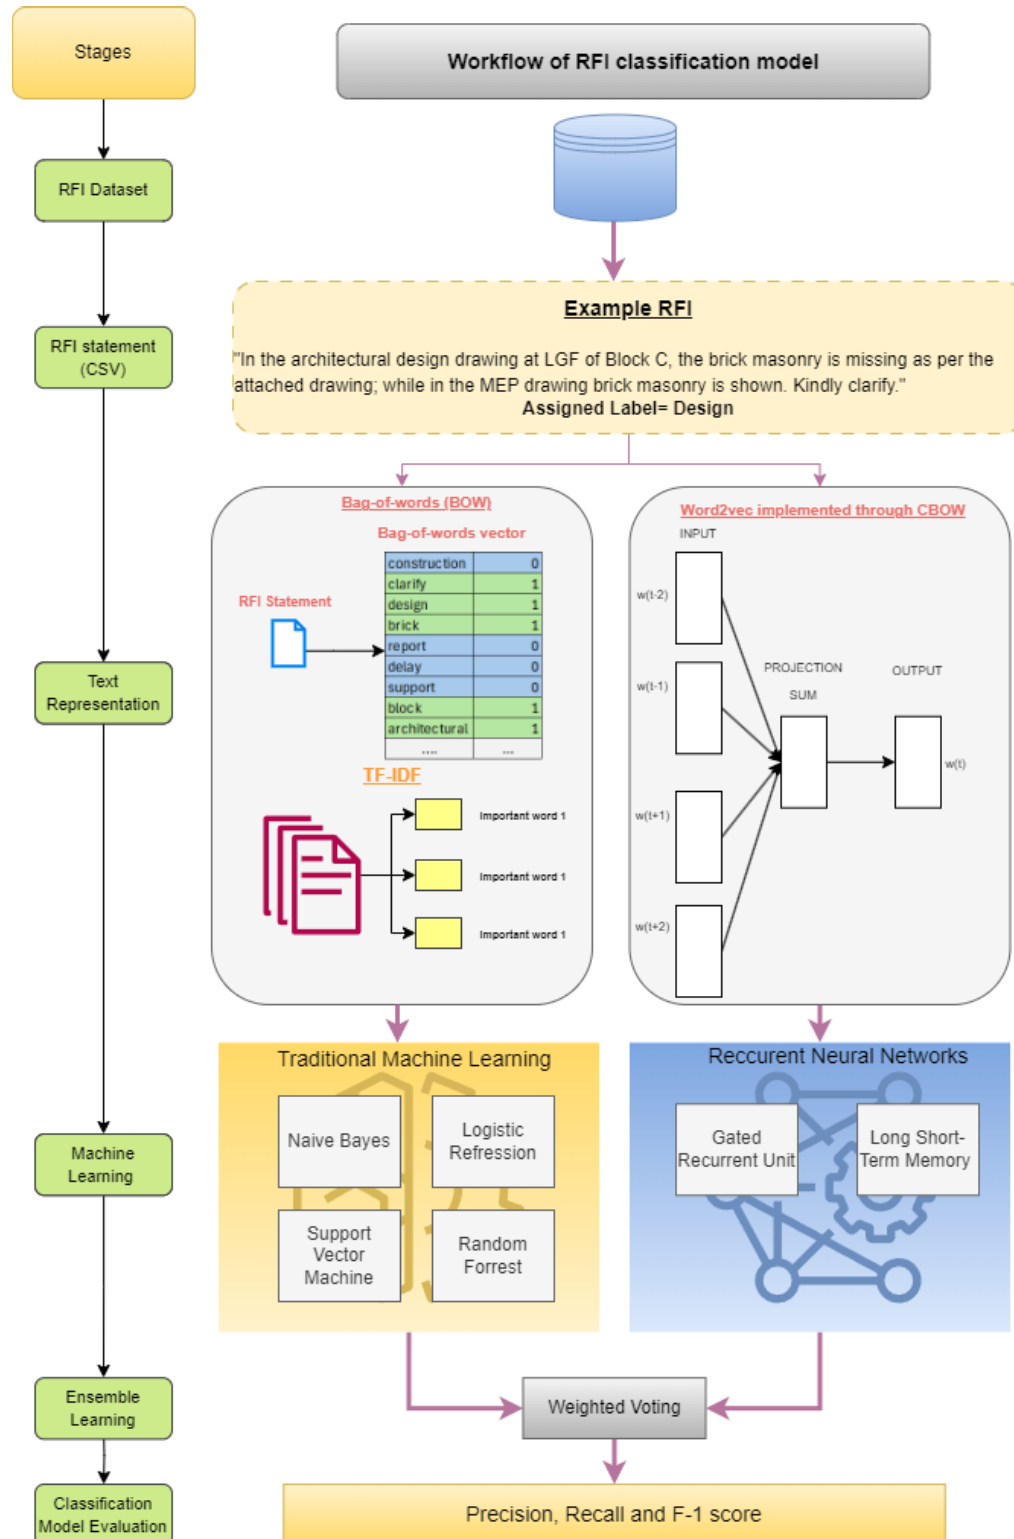 Stages
Workflow of RFI classification model
RFI Dataset
Example RFI
RFI statement
(CSV)
"In the architectural design drawing at LGF of Block C, the brick masonry is missing as per the
attached drawing; while in the MEP drawing brick masonry is shown. Kindly clarify."
Assigned Label= Design
Bag-of-words (BOW)
Bag-of-words vector
construction 0
clarify 1
design 1
brick 1
report 0
delay 0
support 0
block 1
architectural 1
.... ...
RFI Statement
TF-IDF
Important word 1
Important word 1
Important word 1
Word2vec implemented through CBOW
INPUT
w(t-2)
w(t-1)
w(t+1)
w(t+2)
PROJECTION
SUM
OUTPUT
w(t)
Text
Representation
Traditional Machine Learning
Naive Bayes
Logistic
Refression
Support
Vector
Machine
Random
Forrest
Reccurent Neural Networks
Gated
Recurrent Unit
Long Short-
Term Memory
Machine
Learning
Ensemble
Learning
Weighted Voting
Classification
Model Evaluation
Precision, Recall and F-1 score